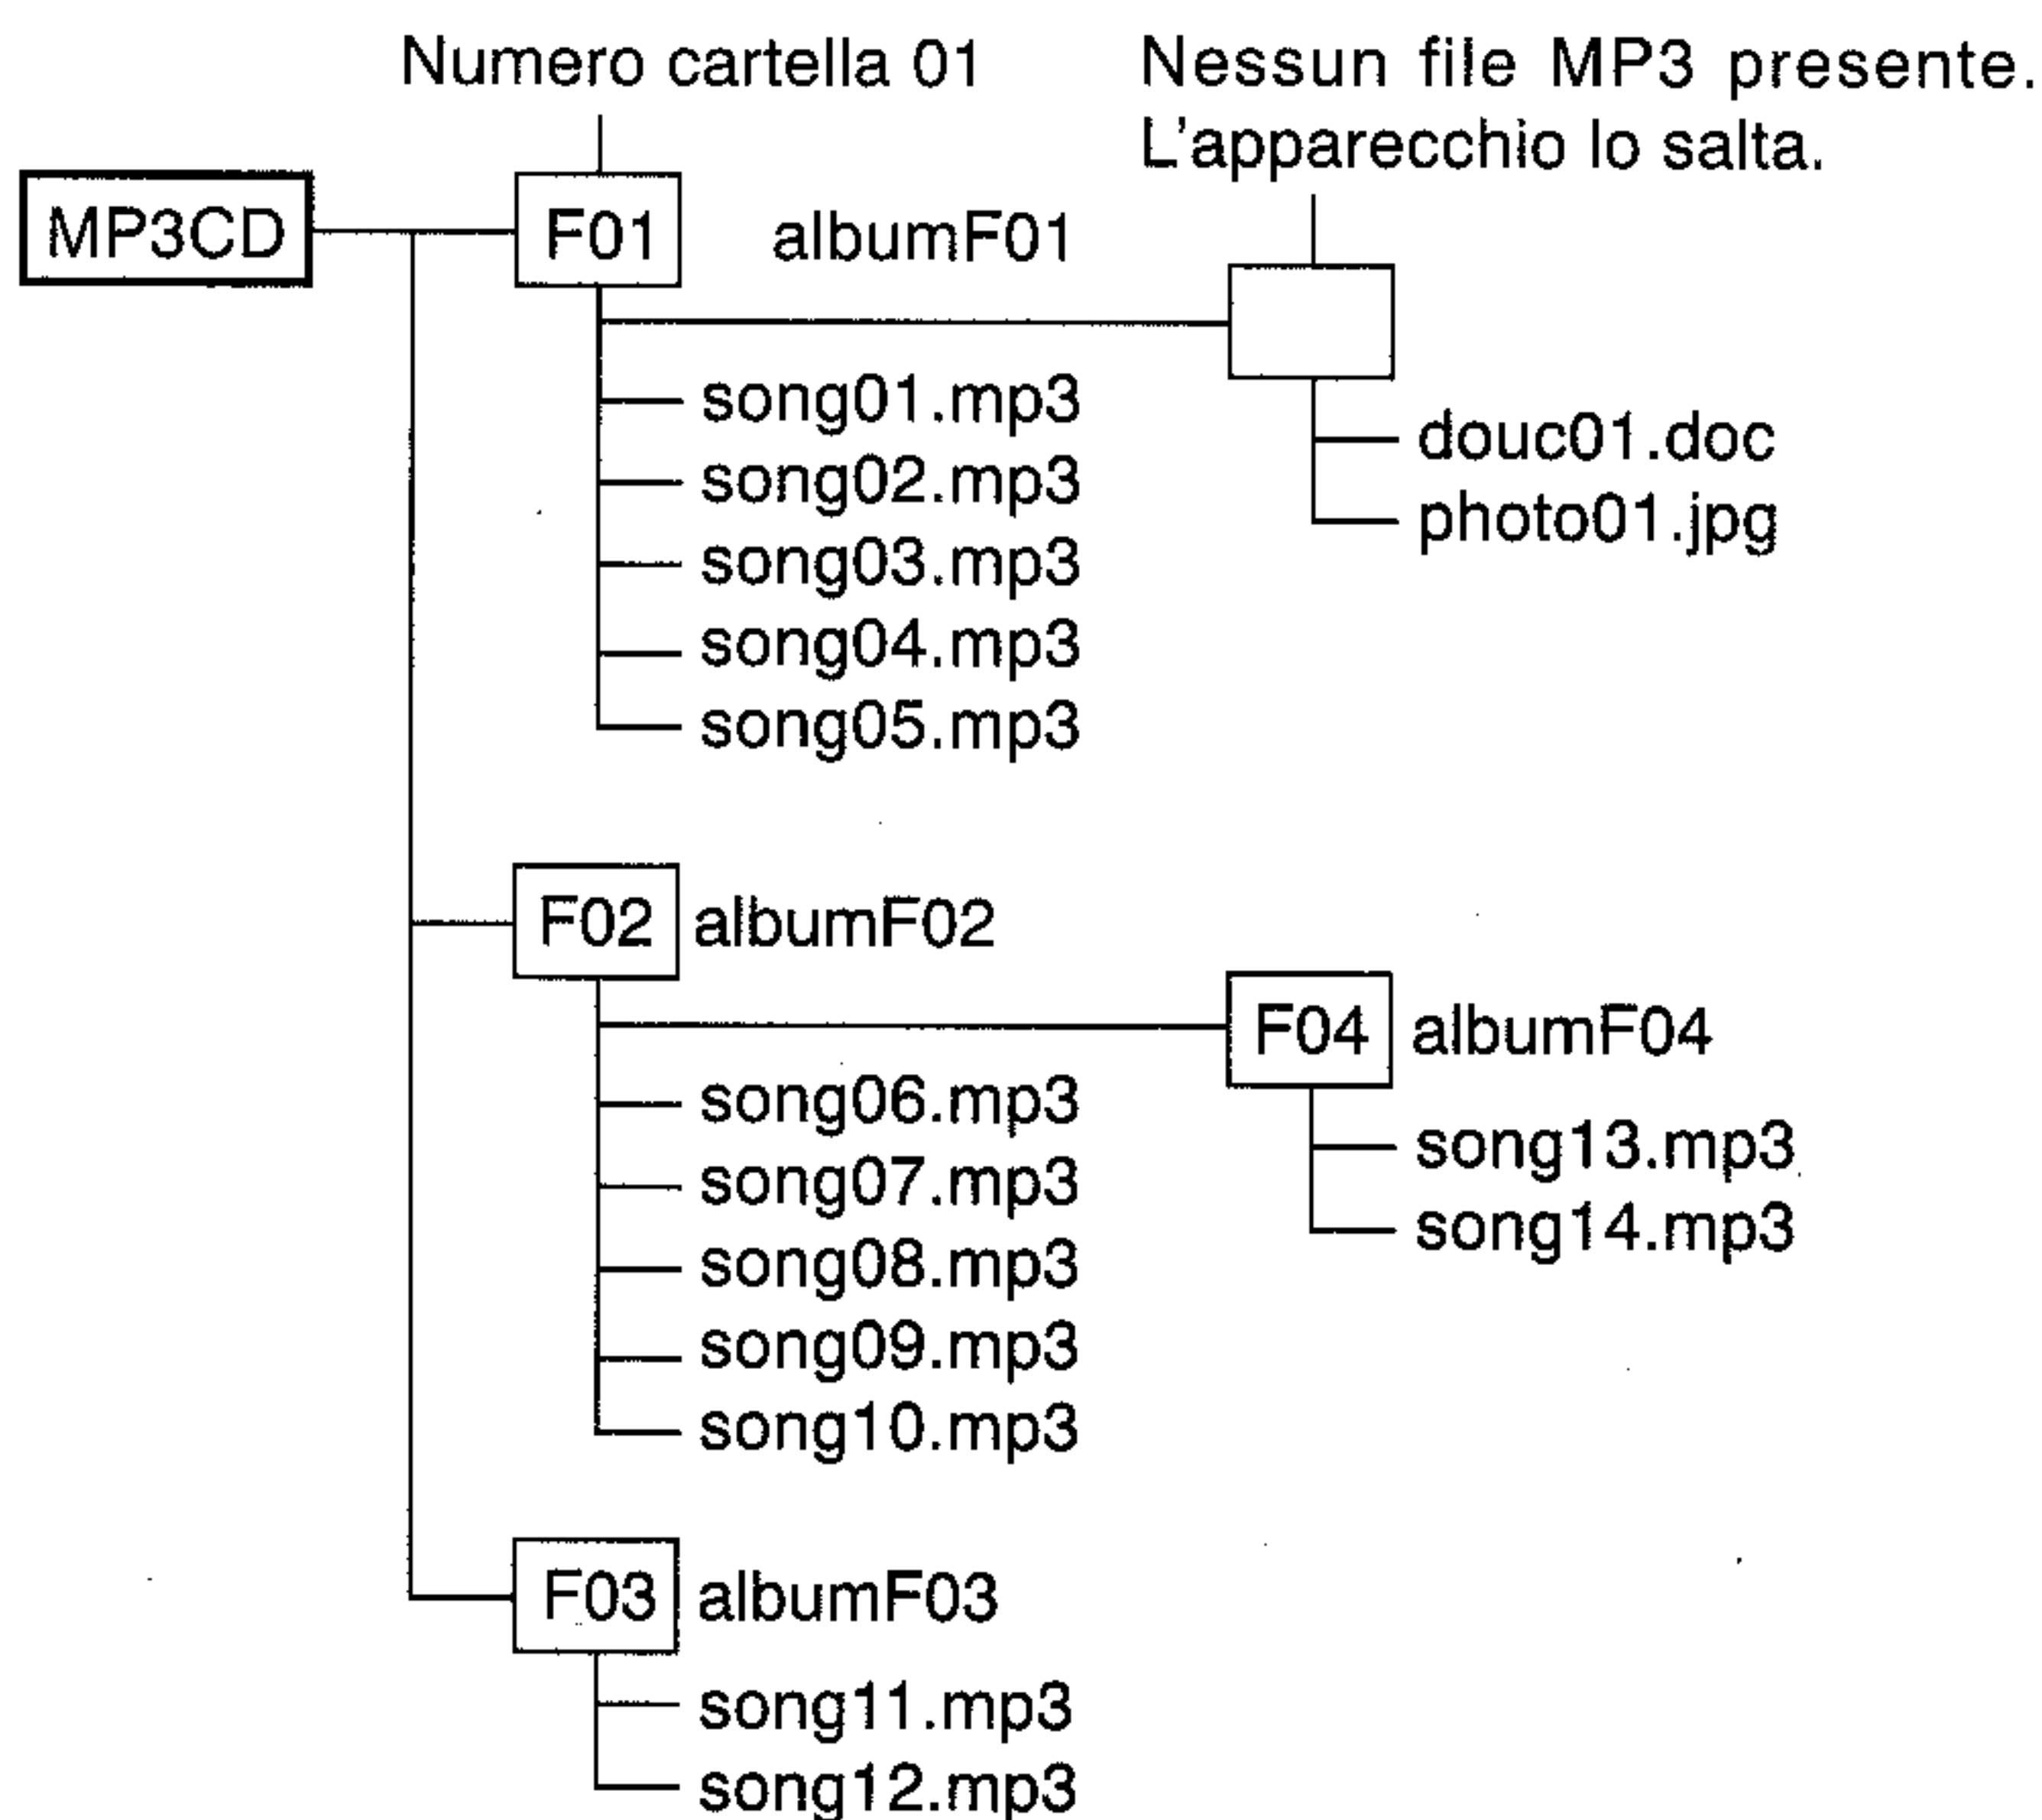 Numero cartella 01
Nessun file MP3 presente.
L'apparecchio lo salta.
MP3CD
F01
albumF01
song01.mp3
song02.mp3
song03.mp3
song04.mp3
song05.mp3
douc01.doc
photo01.jpg
F02
albumF02
song06.mp3
song07.mp3
song08.mp3
song09.mp3
song10.mp3
F04
albumF04
song13.mp3
song14.mp3
F03
albumF03
song11.mp3
song12.mp3